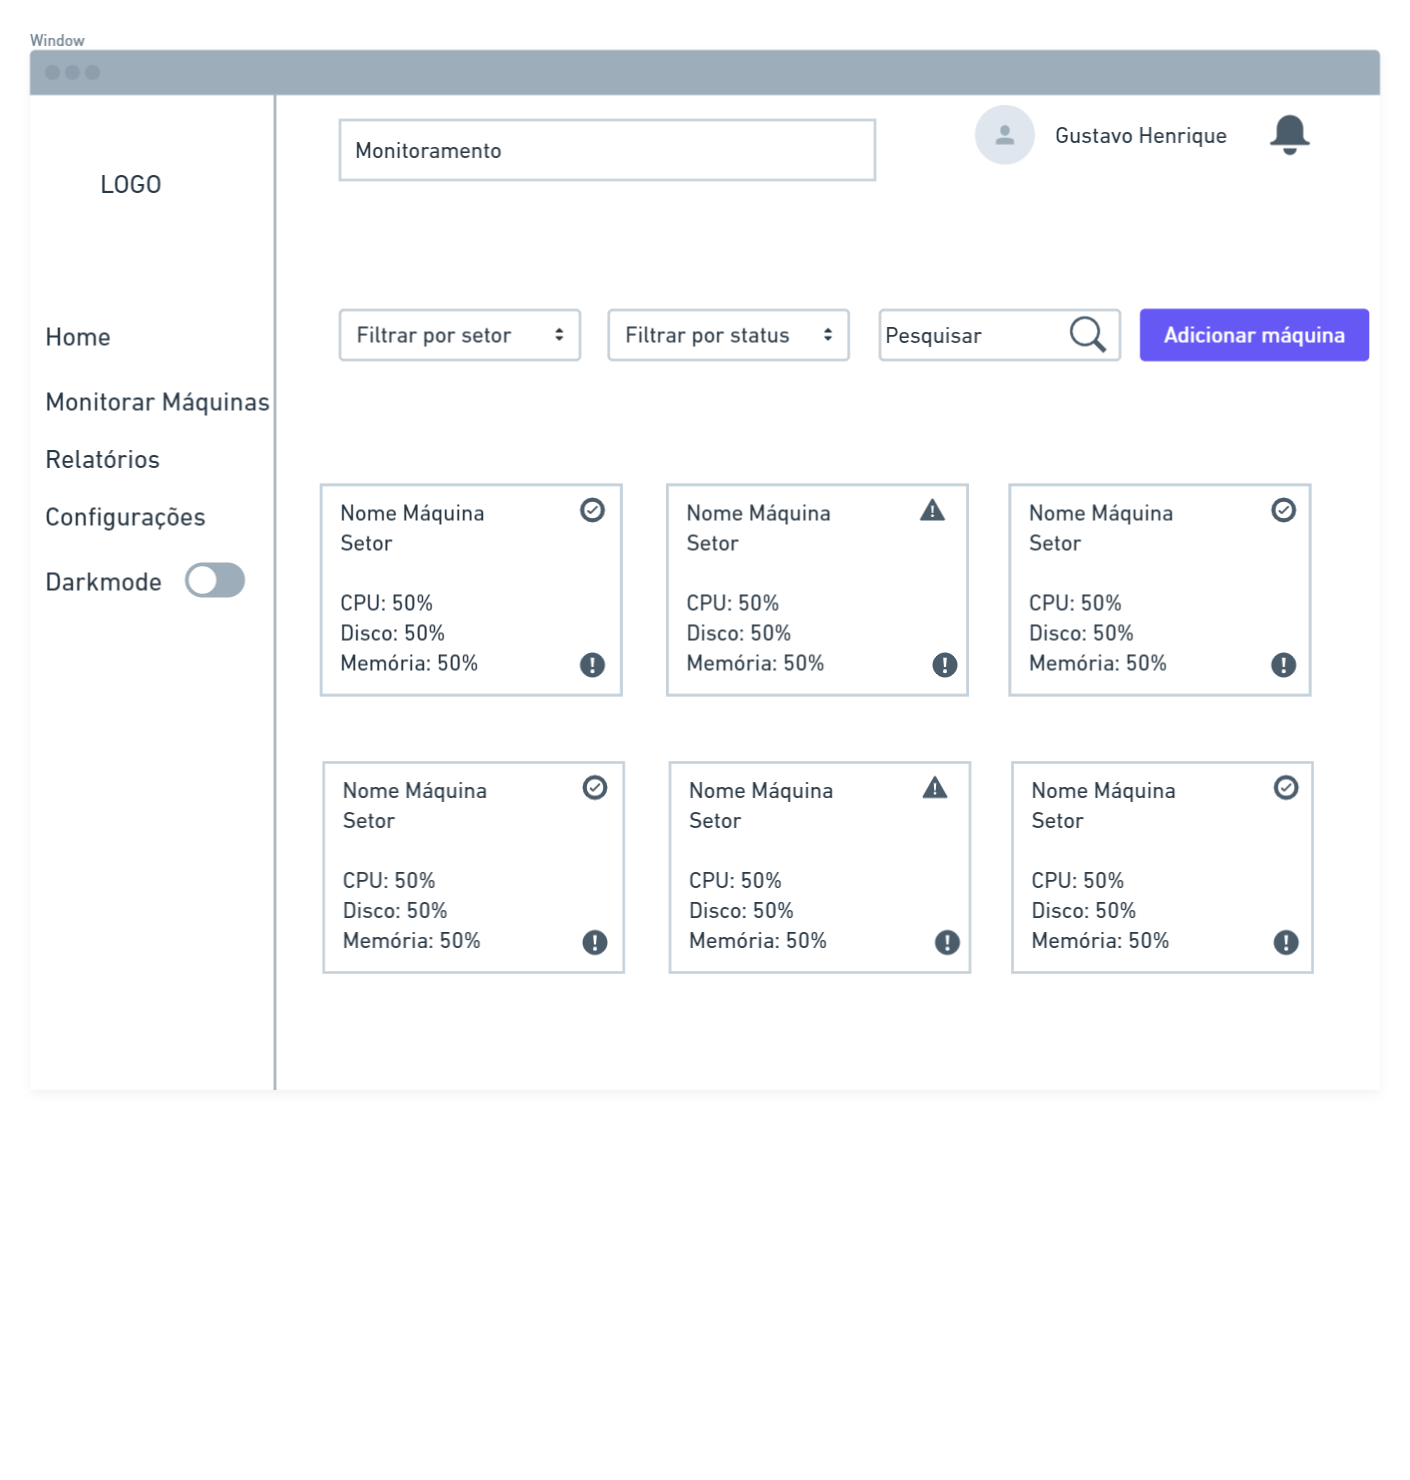 Window
LOGO
Home
Monitorar Máquinas
Relatórios
Configurações
Darkmode
Monitoramento
Gustavo Henrique
Filtrar por setor
Filtrar por status
Pesquisar
Adicionar máquina
Nome Máquina
Setor
CPU: 50%
Disco: 50%
Memória: 50%
Nome Máquina
Setor
CPU: 50%
Disco: 50%
Memória: 50%
Nome Máquina
Setor
CPU: 50%
Disco: 50%
Memória: 50%
Nome Máquina
Setor
CPU: 50%
Disco: 50%
Memória: 50%
Nome Máquina
Setor
CPU: 50%
Disco: 50%
Memória: 50%
Nome Máquina
Setor
CPU: 50%
Disco: 50%
Memória: 50%